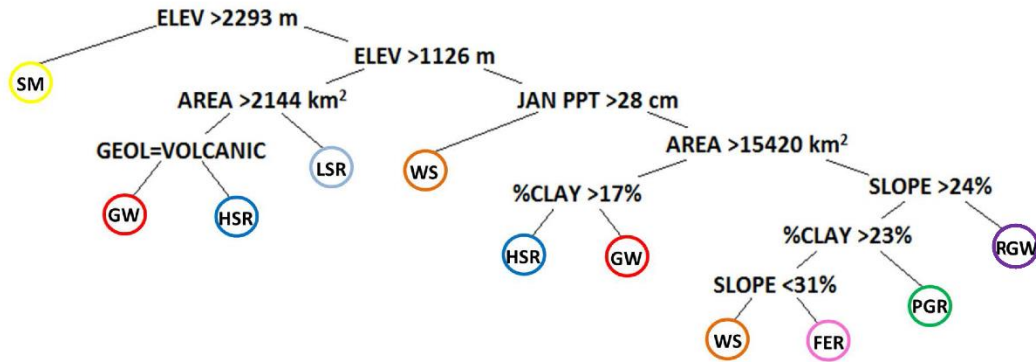 ELEV >2293 m
ELEV >1126 m
SM
AREA >2144 km²
JAN PPT >28 cm
GEOL=VOLCANIC
LSR
WS
AREA >15420 km²
GW
HSR
%CLAY >17%
SLOPE >24%
HSR
GW
%CLAY >23%
RGW
SLOPE <31%
PGR
WS
FER